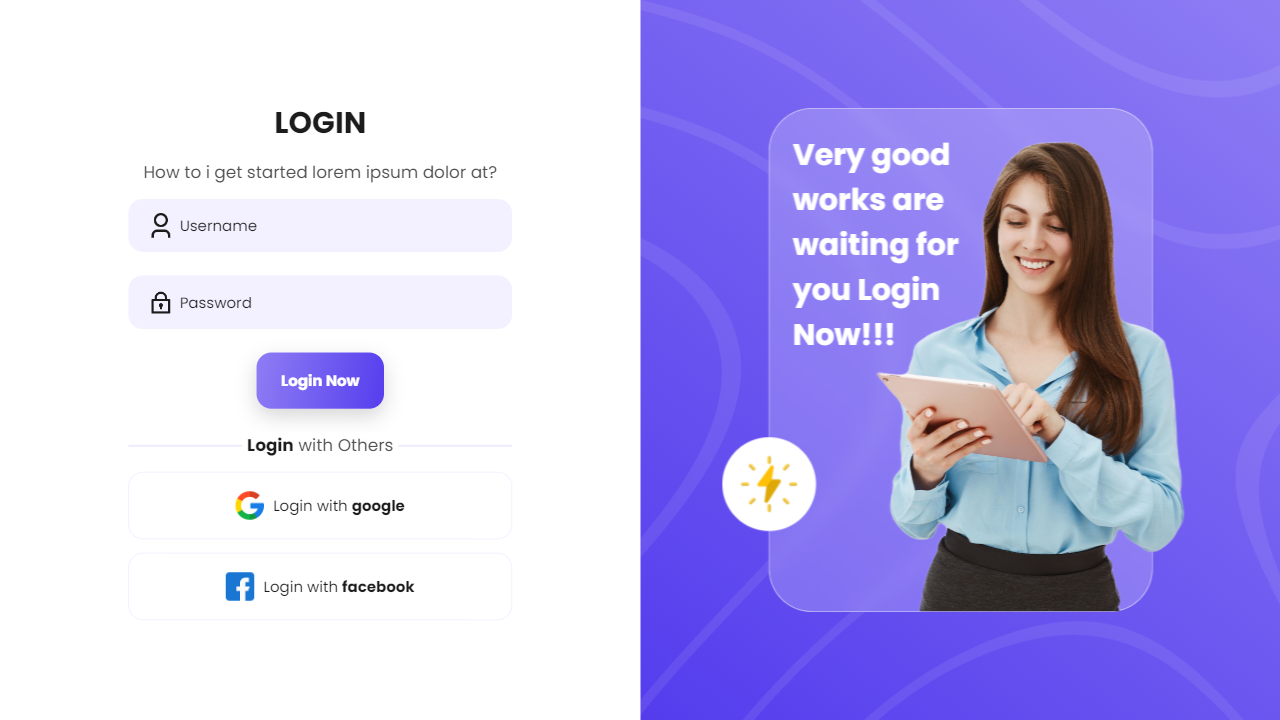 LOGIN
How to i get started lorem ipsum dolor at?
Username
Password
Login Now
Login with Others
Login with google
Login with facebook
Very good
works are
waiting for
you Login
Now!!!